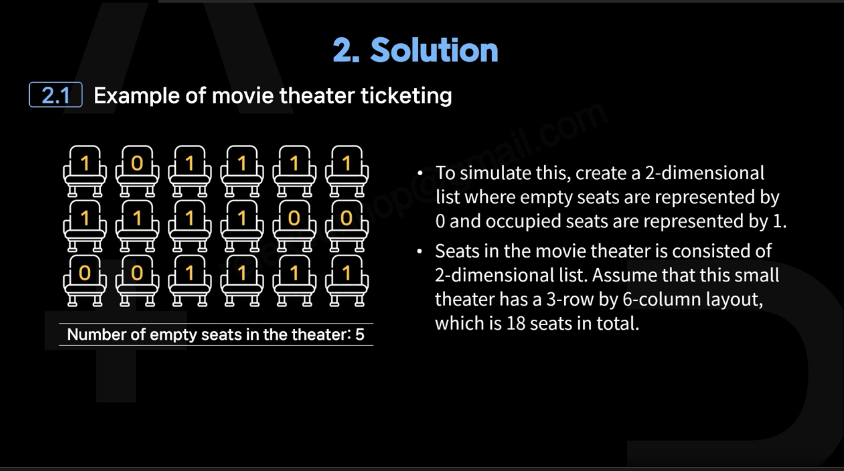 2. Solution
2.1 Example of movie theater ticketing
1 0 1 1 1 1
1 1 1 1 0 0
0 0 1 1 1 1
Number of empty seats in the theater: 5
• To simulate this, create a 2-dimensional
list where empty seats are represented by
0 and occupied seats are represented by 1.
• Seats in the movie theater is consisted of
2-dimensional list. Assume that this small
theater has a 3-row by 6-column layout,
which is 18 seats in total.